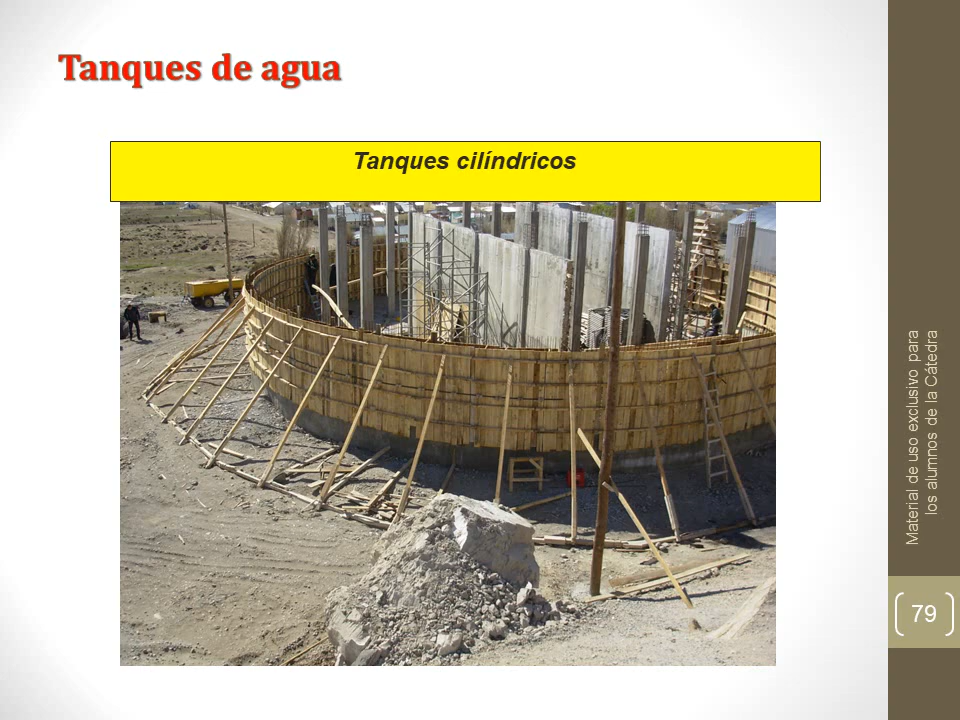 Tanques de agua
Tanques cilíndricos
Material de uso exclusivo para
los alumnos de la Cátedra
79